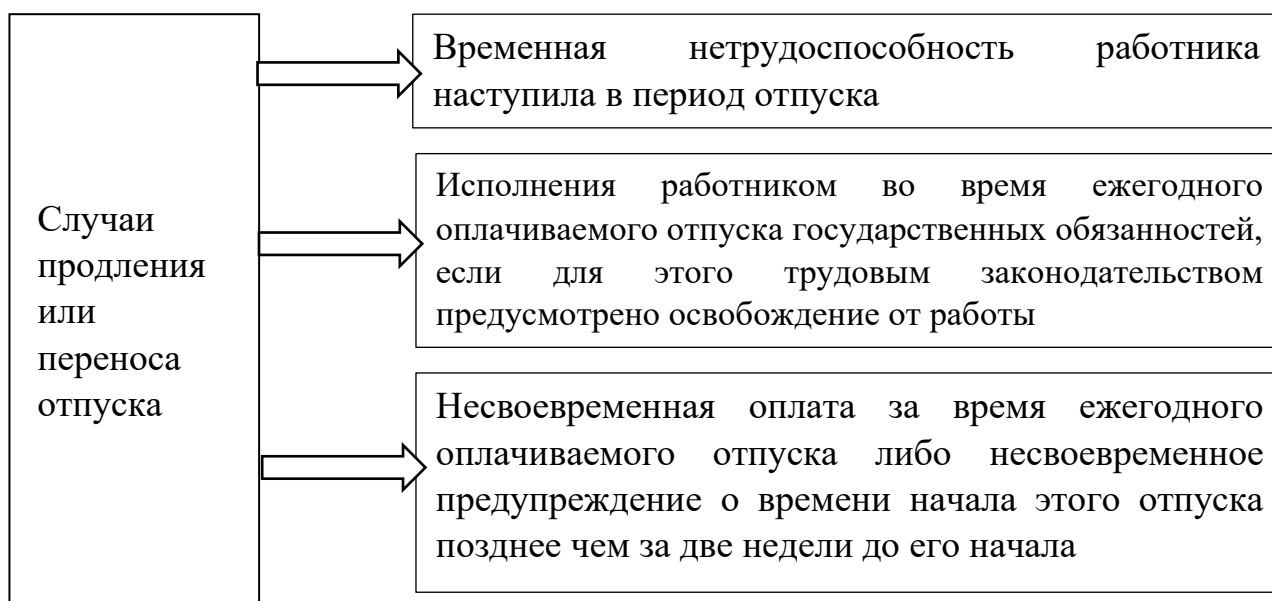 Случаи
продления
или
переноса
отпуска
Временная нетрудоспособность работника
наступила в период отпуска
Исполнения работником во время ежегодного
оплачиваемого отпуска государственных обязанностей,
если для этого трудовым законодательством
предусмотрено освобождение от работы
Несвоевременная оплата за время ежегодного
оплачиваемого отпуска либо несвоевременное
предупреждение о времени начала этого отпуска
позднее чем за две недели до его начала